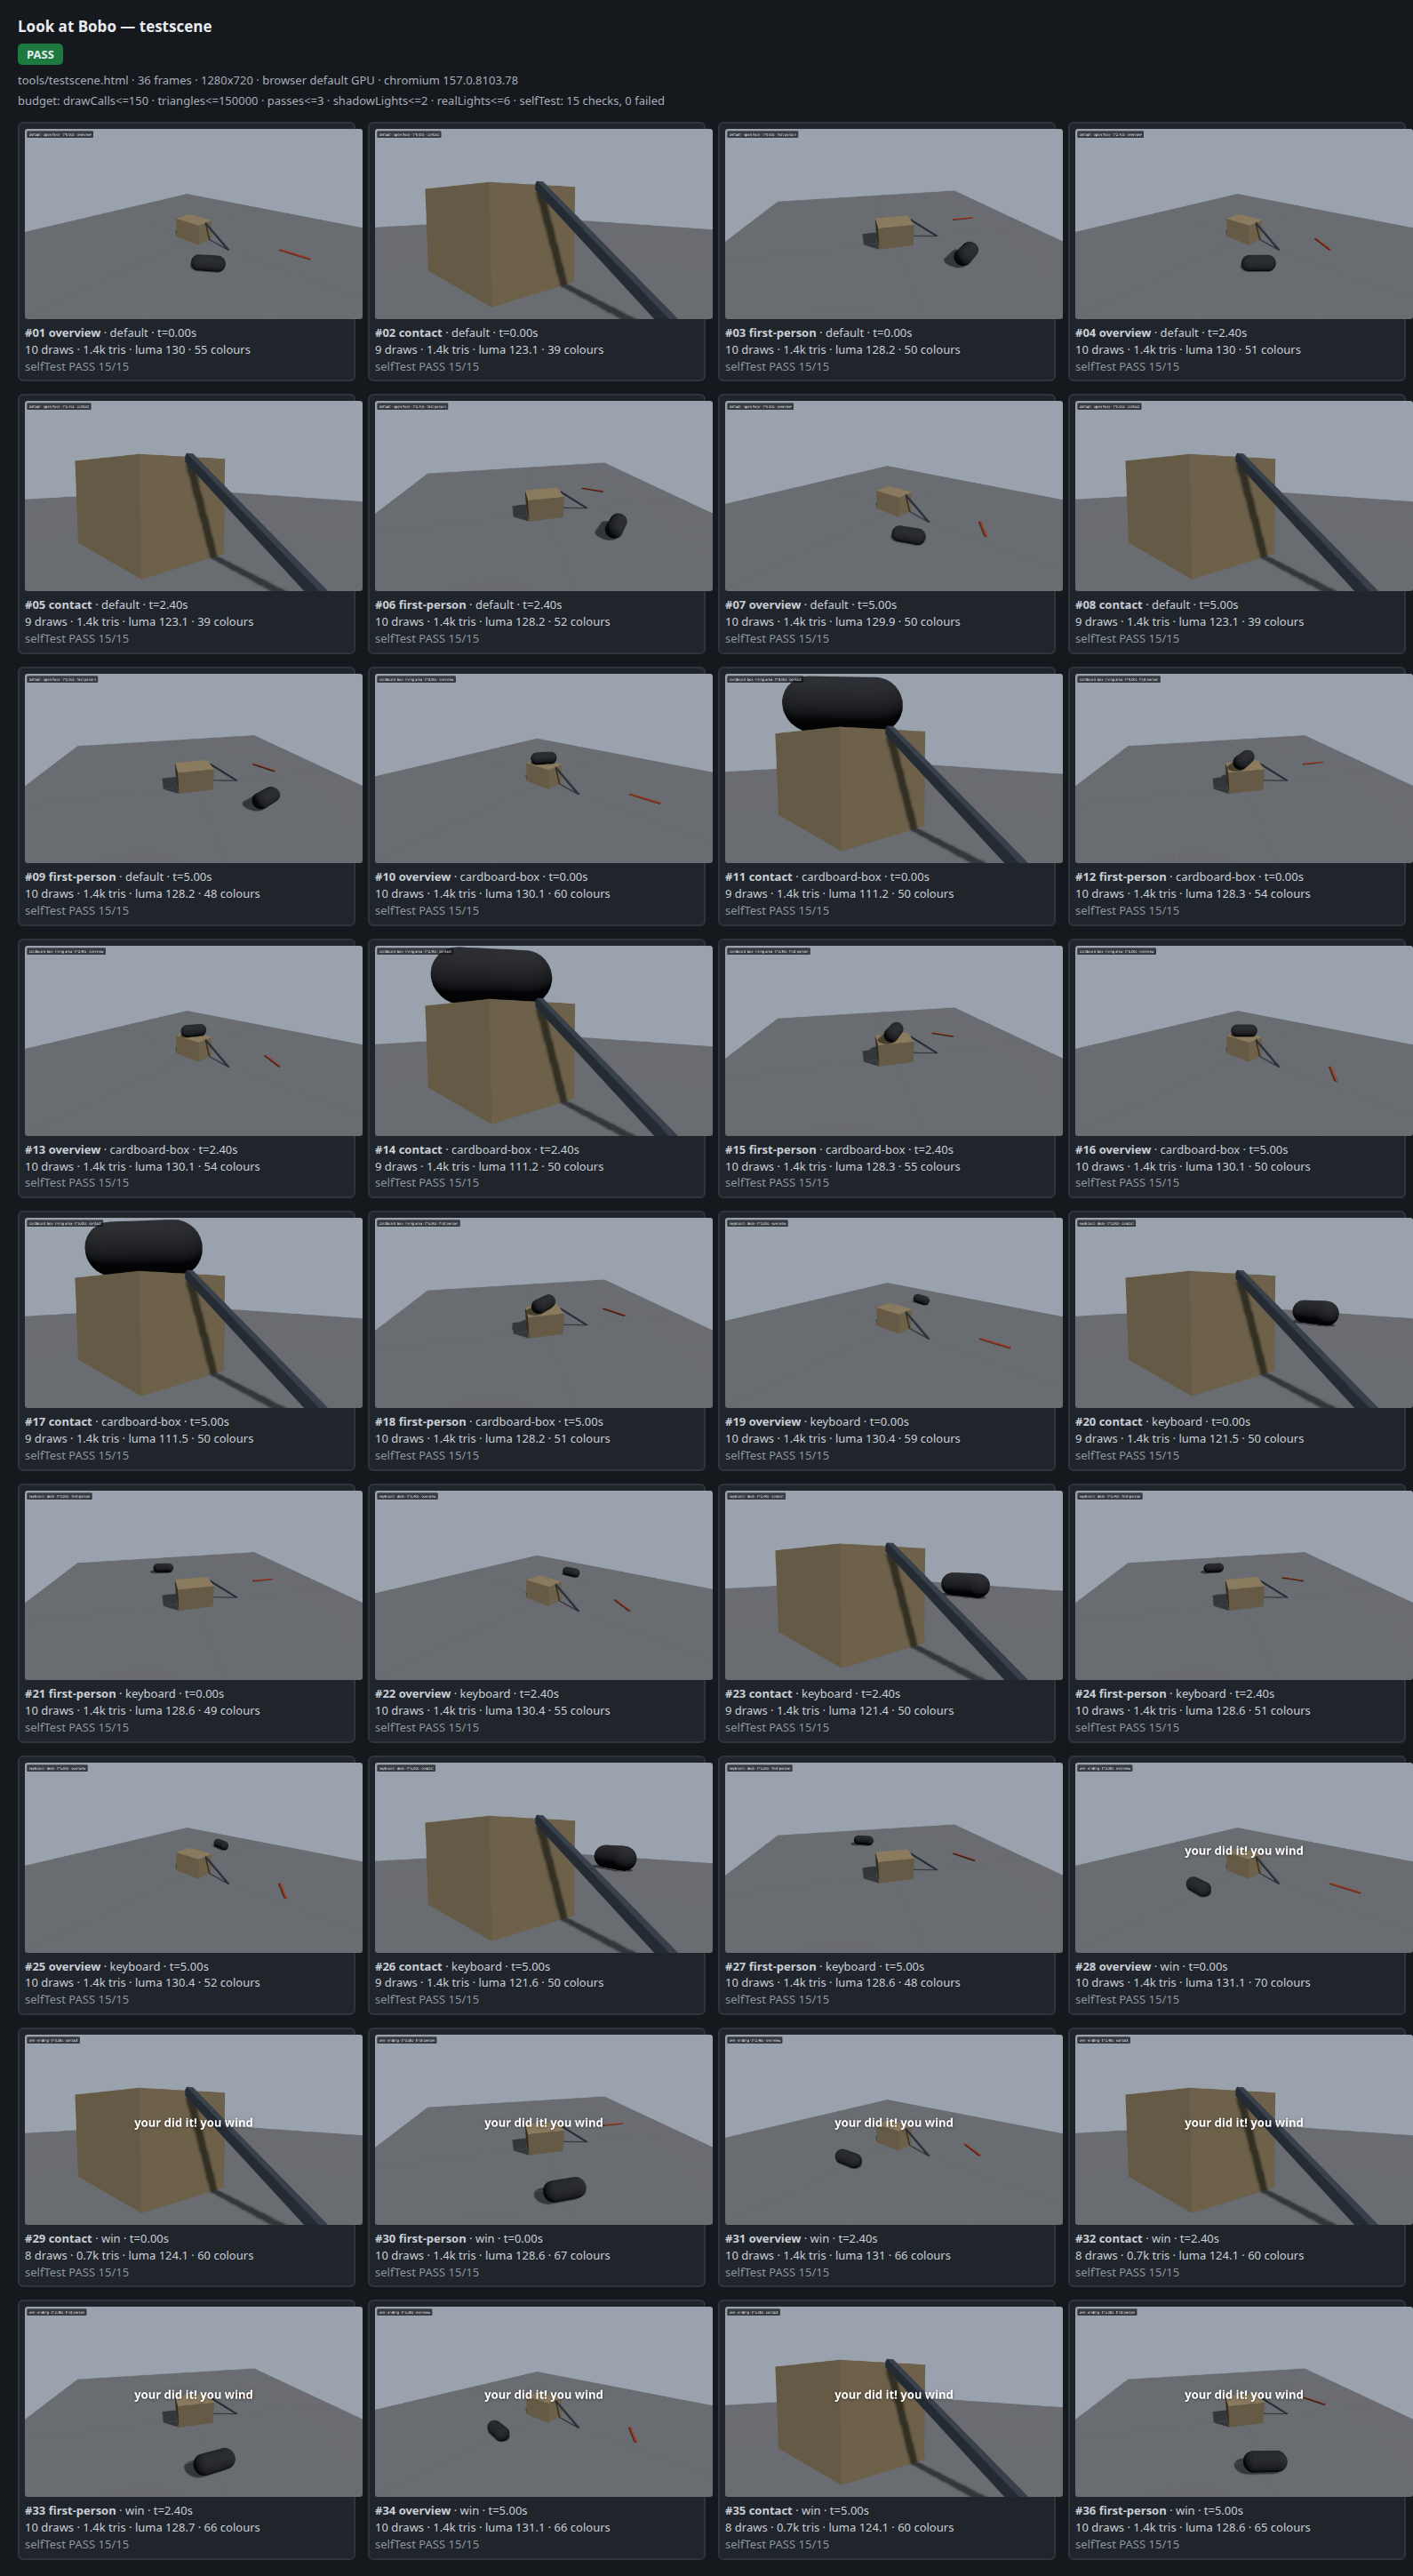 Look at Bobo — testscene
PASS
tools/testscene.html · 36 frames · 1280x720 · browser default GPU · chromium 157.0.8103.78
budget: drawCalls<=150 · triangles<=150000 · passes<=3 · shadowLights<=2 · realLights<=6 · selfTest: 15 checks, 0 failed
#01 overview · default · t=0.00s
10 draws · 1.4k tris · luma 130 · 55 colours
selfTest PASS 15/15
#02 contact · default · t=0.00s
9 draws · 1.4k tris · luma 123.1 · 39 colours
selfTest PASS 15/15
#03 first-person · default · t=0.00s
10 draws · 1.4k tris · luma 128.2 · 50 colours
selfTest PASS 15/15
#04 overview · default · t=2.40s
10 draws · 1.4k tris · luma 130 · 51 colours
selfTest PASS 15/15
#05 contact · default · t=2.40s
9 draws · 1.4k tris · luma 123.1 · 39 colours
selfTest PASS 15/15
#06 first-person · default · t=2.40s
10 draws · 1.4k tris · luma 128.2 · 52 colours
selfTest PASS 15/15
#07 overview · default · t=5.00s
10 draws · 1.4k tris · luma 129.9 · 50 colours
selfTest PASS 15/15
#08 contact · default · t=5.00s
9 draws · 1.4k tris · luma 123.1 · 39 colours
selfTest PASS 15/15
#09 first-person · default · t=5.00s
10 draws · 1.4k tris · luma 128.2 · 48 colours
selfTest PASS 15/15
#10 overview · cardboard-box · t=0.00s
10 draws · 1.4k tris · luma 130.1 · 60 colours
selfTest PASS 15/15
#11 contact · cardboard-box · t=0.00s
9 draws · 1.4k tris · luma 111.2 · 50 colours
selfTest PASS 15/15
#12 first-person · cardboard-box · t=0.00s
10 draws · 1.4k tris · luma 128.3 · 54 colours
selfTest PASS 15/15
#13 overview · cardboard-box · t=2.40s
10 draws · 1.4k tris · luma 130.1 · 54 colours
selfTest PASS 15/15
#14 contact · cardboard-box · t=2.40s
9 draws · 1.4k tris · luma 111.2 · 50 colours
selfTest PASS 15/15
#15 first-person · cardboard-box · t=2.40s
10 draws · 1.4k tris · luma 128.3 · 55 colours
selfTest PASS 15/15
#16 overview · cardboard-box · t=5.00s
10 draws · 1.4k tris · luma 130.1 · 50 colours
selfTest PASS 15/15
#17 contact · cardboard-box · t=5.00s
9 draws · 1.4k tris · luma 111.5 · 50 colours
selfTest PASS 15/15
#18 first-person · cardboard-box · t=5.00s
10 draws · 1.4k tris · luma 128.2 · 51 colours
selfTest PASS 15/15
#19 overview · keyboard · t=0.00s
10 draws · 1.4k tris · luma 130.4 · 59 colours
selfTest PASS 15/15
#20 contact · keyboard · t=0.00s
9 draws · 1.4k tris · luma 121.5 · 50 colours
selfTest PASS 15/15
#21 first-person · keyboard · t=0.00s
10 draws · 1.4k tris · luma 128.6 · 49 colours
selfTest PASS 15/15
#22 overview · keyboard · t=2.40s
10 draws · 1.4k tris · luma 130.4 · 55 colours
selfTest PASS 15/15
#23 contact · keyboard · t=2.40s
9 draws · 1.4k tris · luma 121.4 · 50 colours
selfTest PASS 15/15
#24 first-person · keyboard · t=2.40s
10 draws · 1.4k tris · luma 128.6 · 51 colours
selfTest PASS 15/15
#25 overview · keyboard · t=5.00s
10 draws · 1.4k tris · luma 130.4 · 52 colours
selfTest PASS 15/15
#26 contact · keyboard · t=5.00s
9 draws · 1.4k tris · luma 121.6 · 50 colours
selfTest PASS 15/15
#27 first-person · keyboard · t=5.00s
10 draws · 1.4k tris · luma 128.6 · 48 colours
selfTest PASS 15/15
your did it! you wind
#28 overview · win · t=0.00s
10 draws · 1.4k tris · luma 131.1 · 70 colours
selfTest PASS 15/15
your did it! you wind
#29 contact · win · t=0.00s
8 draws · 0.7k tris · luma 124.1 · 60 colours
selfTest PASS 15/15
your did it! you wind
#30 first-person · win · t=0.00s
10 draws · 1.4k tris · luma 128.6 · 67 colours
selfTest PASS 15/15
your did it! you wind
#31 overview · win · t=2.40s
10 draws · 1.4k tris · luma 131 · 66 colours
selfTest PASS 15/15
your did it! you wind
#32 contact · win · t=2.40s
8 draws · 0.7k tris · luma 124.1 · 60 colours
selfTest PASS 15/15
your did it! you wind
#33 first-person · win · t=2.40s
10 draws · 1.4k tris · luma 128.7 · 66 colours
selfTest PASS 15/15
your did it! you wind
#34 overview · win · t=5.00s
10 draws · 1.4k tris · luma 131.1 · 66 colours
selfTest PASS 15/15
your did it! you wind
#35 contact · win · t=5.00s
8 draws · 0.7k tris · luma 124.1 · 60 colours
selfTest PASS 15/15
your did it! you wind
#36 first-person · win · t=5.00s
10 draws · 1.4k tris · luma 128.6 · 65 colours
selfTest PASS 15/15